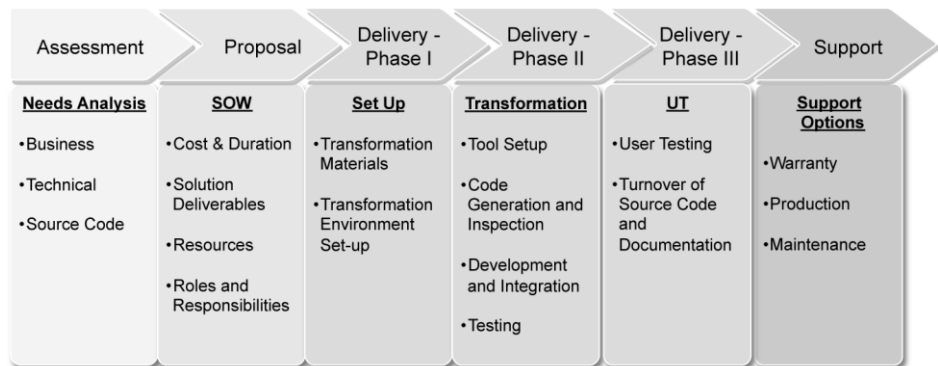 Assessment
Proposal
Delivery -
Phase I
Delivery -
Phase II
Delivery -
Phase III
Support
Needs Analysis
•Business
•Technical
•Source Code
SOW
•Cost & Duration
•Solution
Deliverables
•Resources
•Roles and
Responsibilities
Set Up
•Transformation
Materials
•Transformation
Environment
Set-up
Transformation
•Tool Setup
•Code
Generation and
Inspection
•Development
and Integration
•Testing
UT
•User Testing
•Turnover of
Source Code
and
Documentation
Support
Options
•Warranty
•Production
•Maintenance